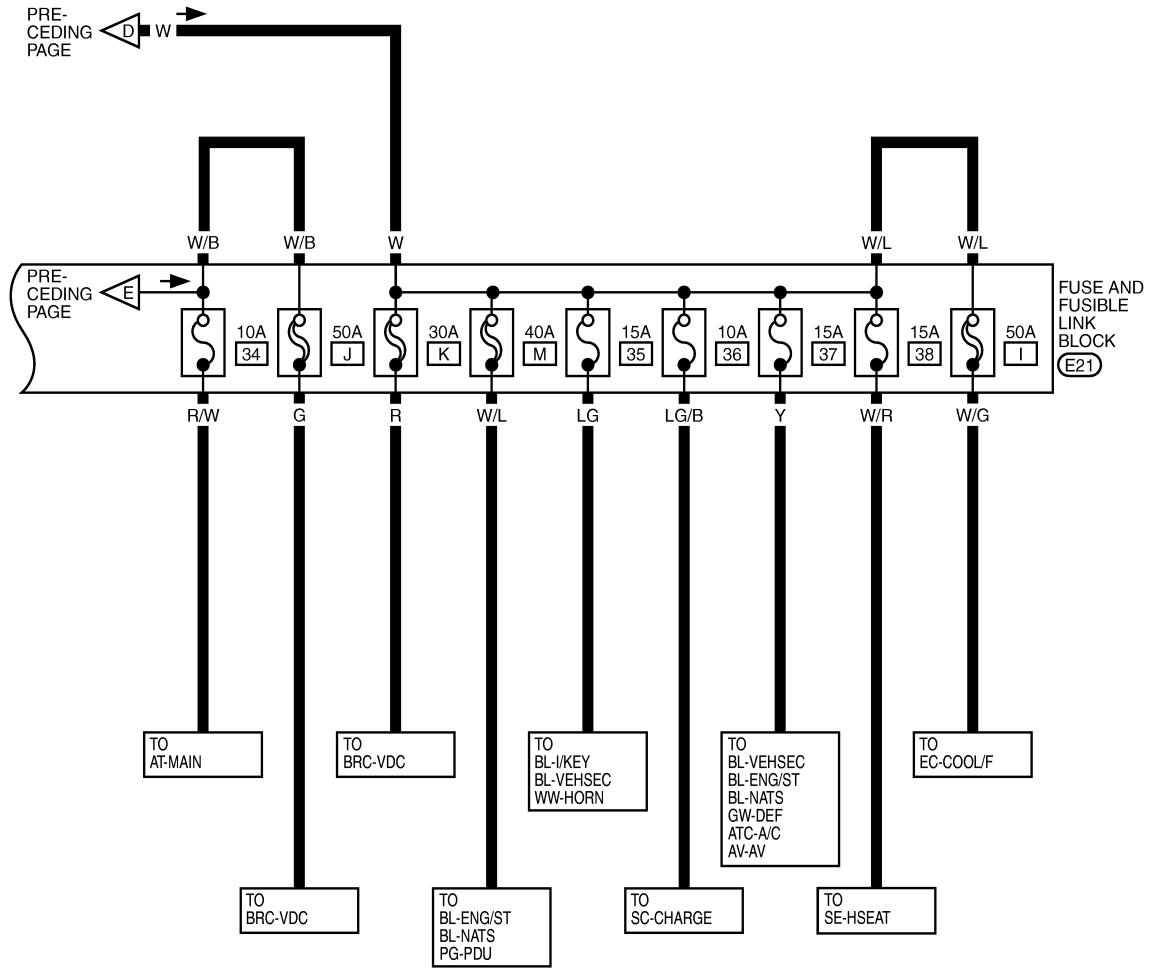 PRE-
CEDING
PAGE
D
W
W/B
W/B
W
W/L
W/L
PRE-
CEDING
PAGE
E
10A
34
50A
J
30A
K
40A
M
15A
35
10A
36
15A
37
15A
38
50A
I
FUSE AND
FUSIBLE
LINK
BLOCK
E21
R/W
G
R
W/L
LG
LG/B
Y
W/R
W/G
TO
AT-MAIN
TO
BRC-VDC
TO
BL-I/KEY
BL-VEHSEC
WW-HORN
TO
BL-VEHSEC
BL-ENG/ST
BL-NATS
GW-DEF
ATC-A/C
AV-AV
TO
EC-COOL/F
TO
BRC-VDC
TO
BL-ENG/ST
BL-NATS
PG-PDU
TO
SC-CHARGE
TO
SE-HSEAT